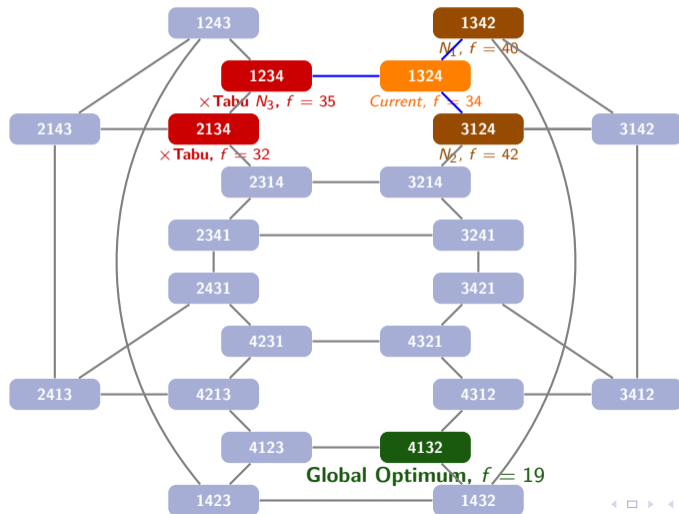 1243 1342
N₁, f = 40
1234 1324
×Tabu N₃, f = 35 Current, f = 34
2143 2134 3124 3142
×Tabu, f = 32 N₂, f = 42
2314 3214
2341 3241
2431 3421
4231 4321
2413 4213 4312 3412
4123 4132
Global Optimum, f = 19
1423 1432